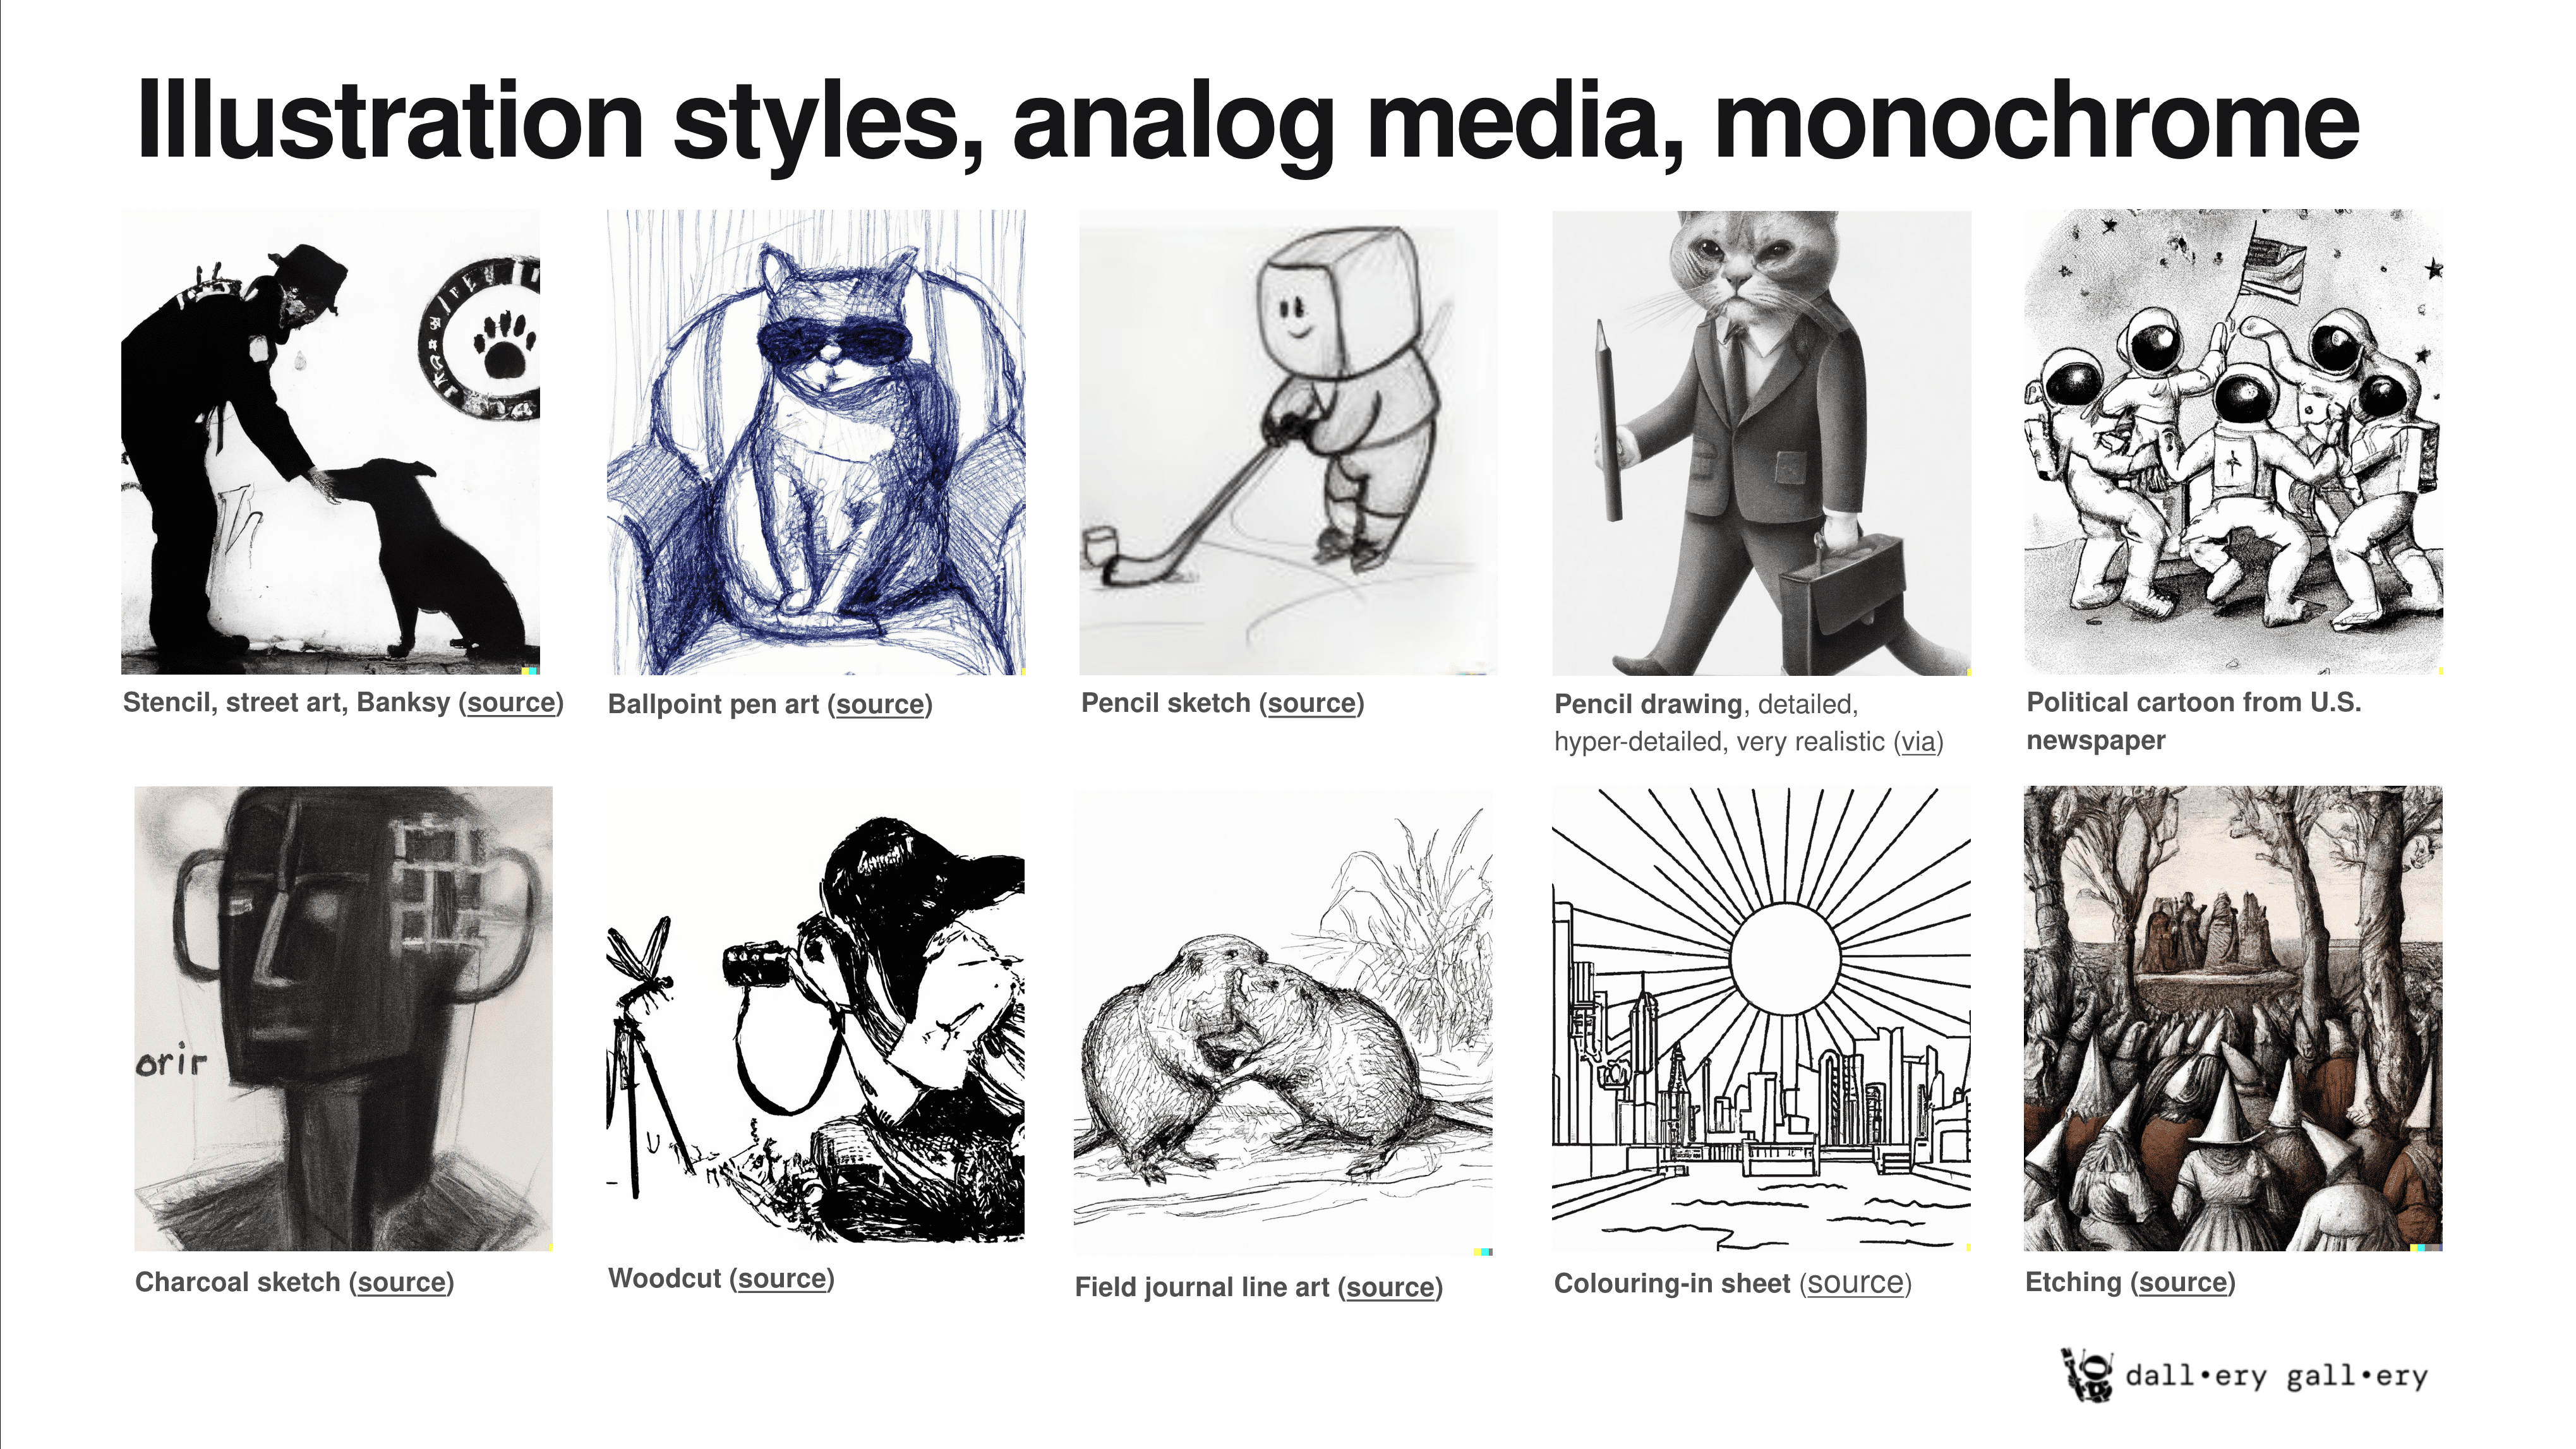 Illustration styles, analog media, monochrome
Stencil, street art, Banksy (source)
Ballpoint pen art (source)
Pencil sketch (source)
Pencil drawing, detailed,
hyper-detailed, very realistic (via)
Political cartoon from U.S.
newspaper
orir
Charcoal sketch (source)
Woodcut (source)
Field journal line art (source)
Colouring-in sheet (source)
Etching (source)
dall•ery gall•ery